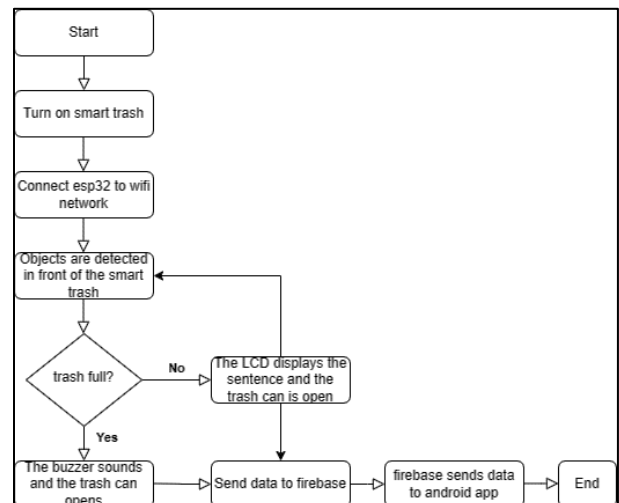 Start
Turn on smart trash
Connect esp32 to wifi
network
Objects are detected
in front of the smart
trash
trash full?
No
The LCD displays the
sentence and the
trash can is open
Yes
The buzzer sounds
and the trash can
opens
Send data to firebase
firebase sends data
to android app
End